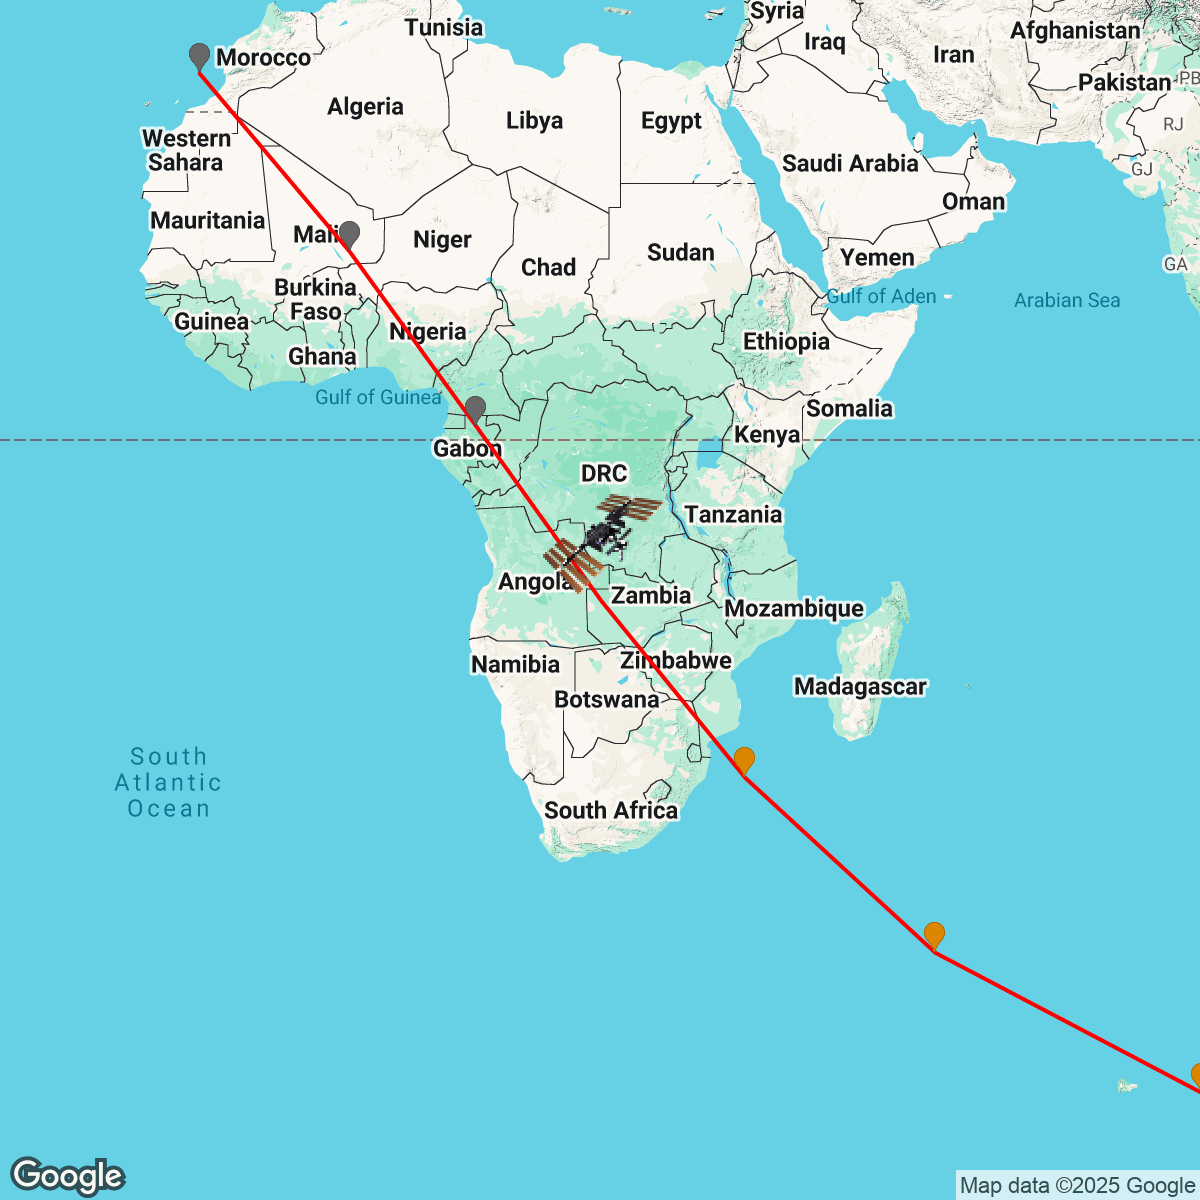 Syria
Tunisia
Afghanistan
Iraq
Iran
Morocco
Pakistan
PB
Algeria
Libya
Egypt
RJ
Western
Sahara
Saudi Arabia
GJ
Oman
Mauritania
Mali
Niger
Sudan
Yemen
Chad
GA
Burkina
Faso
Gulf of Aden
Arabian Sea
Guinea
Nigeria
Ethiopia
Ghana
Gulf of Guinea
Somalia
Kenya
Gabon
DRC
Tanzania
Angola
Zambia
Mozambique
Namibia
Zimbabwe
Madagascar
Botswana
South
Atlantic
Ocean
South Africa
Google
Map data ©2025 Google